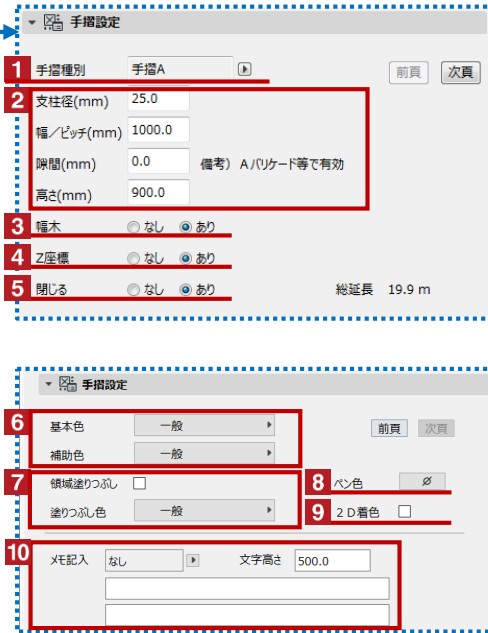 手摺設定
1 手摺種別 手摺A 前頁 次頁
2 支柱径(mm) 25.0
幅／ピッチ(mm) 1000.0
隙間(mm) 0.0 備考） A バリケード等で有効
高さ(mm) 900.0
3 幅木 なし あり
4 Z座標 なし あり
5 閉じる なし あり 総延長 19.9 m
手摺設定
6 基本色 一般 前頁 次頁
補助色 一般
7 領域塗りつぶし 8 ペン色
塗りつぶし色 一般 9 ２Ｄ着色
10 メモ記入 なし 文字高さ 500.0